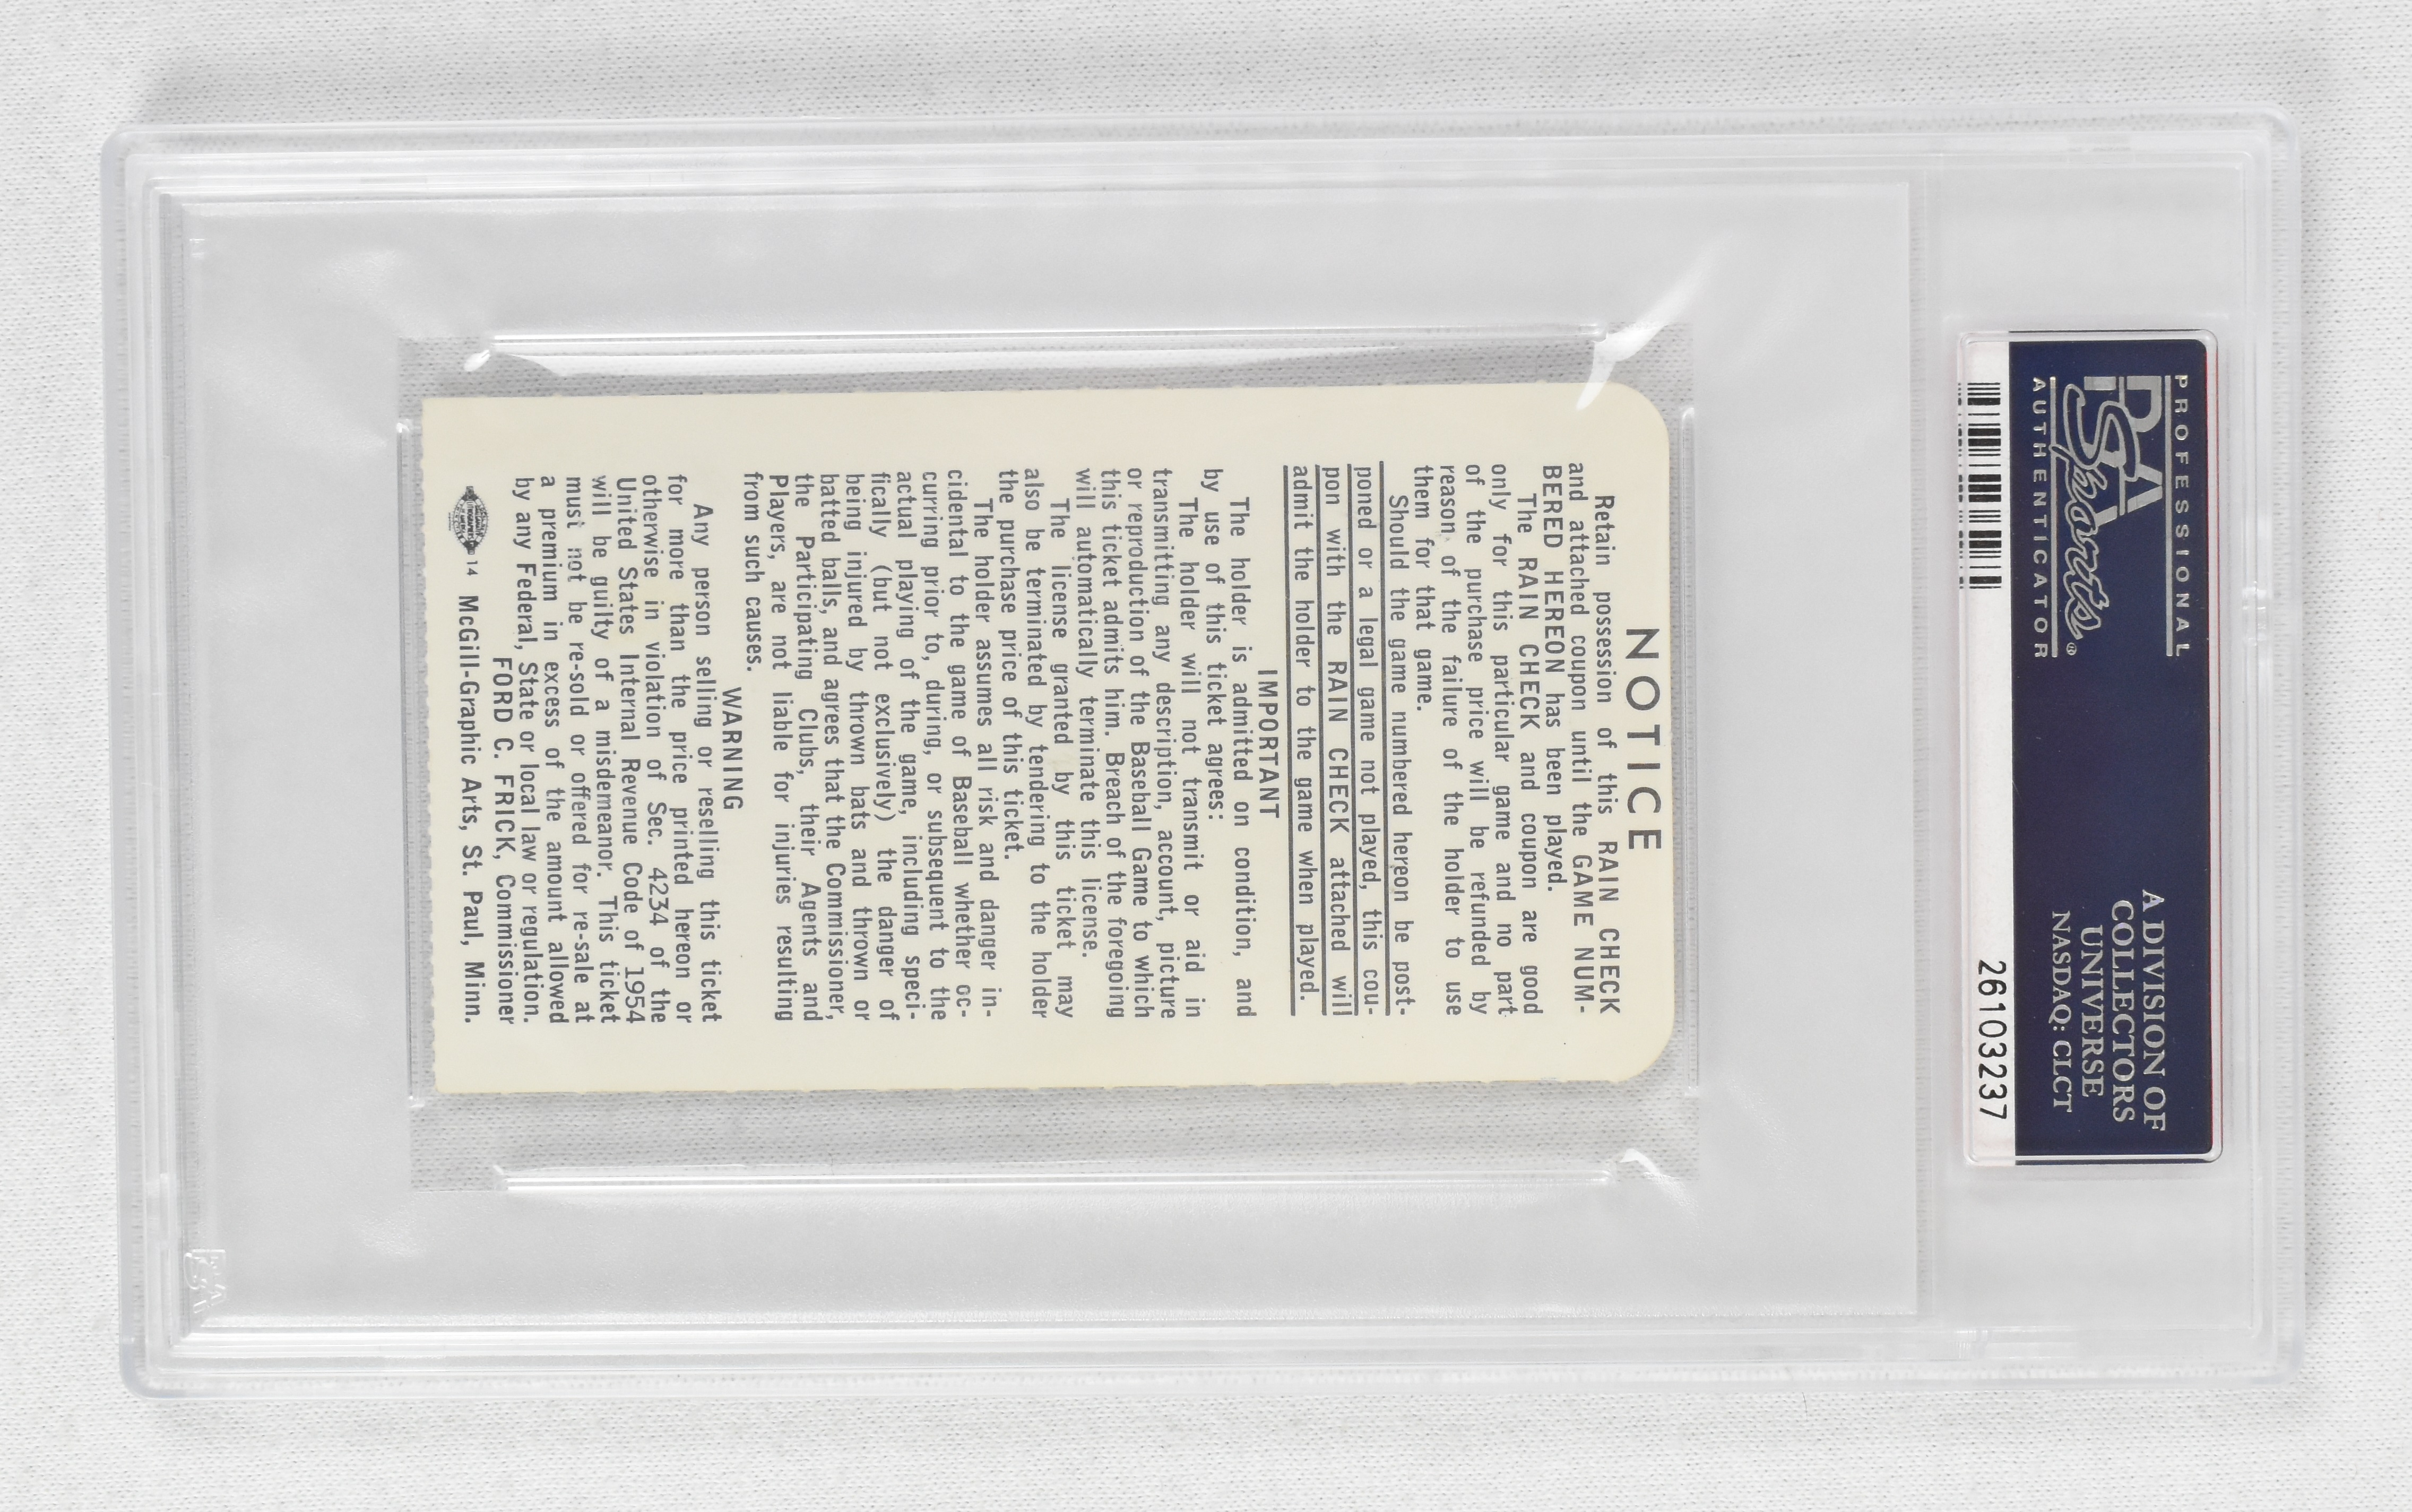 PROFESSIONAL
PSA
Sports®
AUTHENTICATOR
A DIVISION OF
COLLECTORS
UNIVERSE
NASDAQ: CLCT
26103237
NOTICE
Retain possession of this RAIN CHECK
and attached coupon until the GAME NUM-
BERED HEREON has been played.
The RAIN CHECK and coupon are good
only for this particular game and no part
of the purchase price will be refunded by
reason of the failure of the holder to use
them for that game.
Should the game numbered hereon be post-
poned or a legal game not played, this cou-
pon with the RAIN CHECK attached will
admit the holder to the game when played.
IMPORTANT
The holder is admitted on condition, and
by use of this ticket agrees:
The holder will not transmit or aid in
transmitting any description, account, picture
or reproduction of the Baseball Game to which
this ticket admits him. Breach of the foregoing
will automatically terminate this license.
The license granted by this ticket may
also be terminated by tendering to the holder
the purchase price of this ticket.
The holder assumes all risk and danger in-
cidental to the game of Baseball whether oc-
curring prior to, during, or subsequent to the
actual playing of the game, including speci-
fically (but not exclusively) the danger of
being injured by thrown bats and thrown or
batted balls, and agrees that the Commissioner,
the Participating Clubs, their Agents and
Players, are not liable for injuries resulting
from such causes.
WARNING
Any person selling or reselling this ticket
for more than the price printed hereon or
otherwise in violation of Sec. 4234 of the
United States Internal Revenue Code of 1954
will be guilty of a misdemeanor. This ticket
must not be re-sold or offered for re-sale at
a premium in excess of the amount allowed
by any Federal, State or local law or regulation.
FORD C. FRICK, Commissioner
14 McGill-Graphic Arts, St. Paul, Minn.
PSA